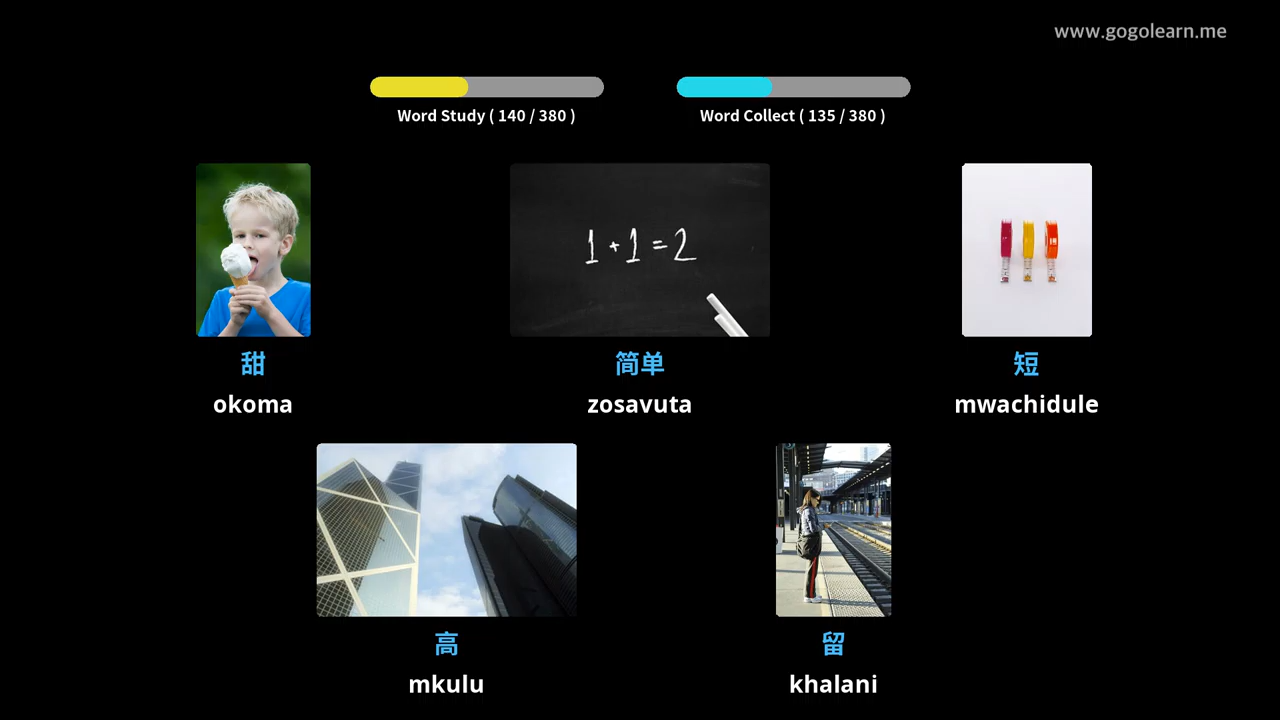 www.gogolearn.me
Word Study ( 140 / 380 )
Word Collect ( 135 / 380 )
1 + 1 = 2
甜
okoma
简单
zosavuta
短
mwachidule
高
mkulu
留
khalani